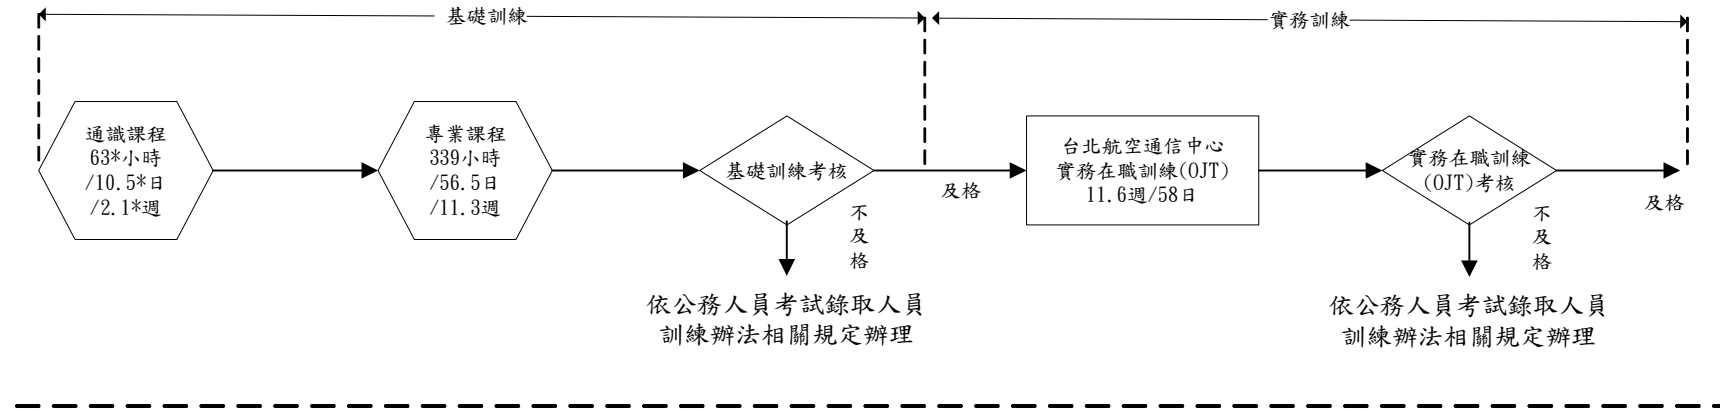 基礎訓練
實務訓練
通識課程
63*小時
/10.5*日
/2.1*週
專業課程
339小時
/56.5日
/11.3週
基礎訓練考核
及格
不
及
格
依公務人員考試錄取人員
訓練辦法相關規定辦理
台北航空通信中心
實務在職訓練(OJT)
11.6週/58日
實務在職訓練
(OJT)考核
及格
不
及
格
依公務人員考試錄取人員
訓練辦法相關規定辦理